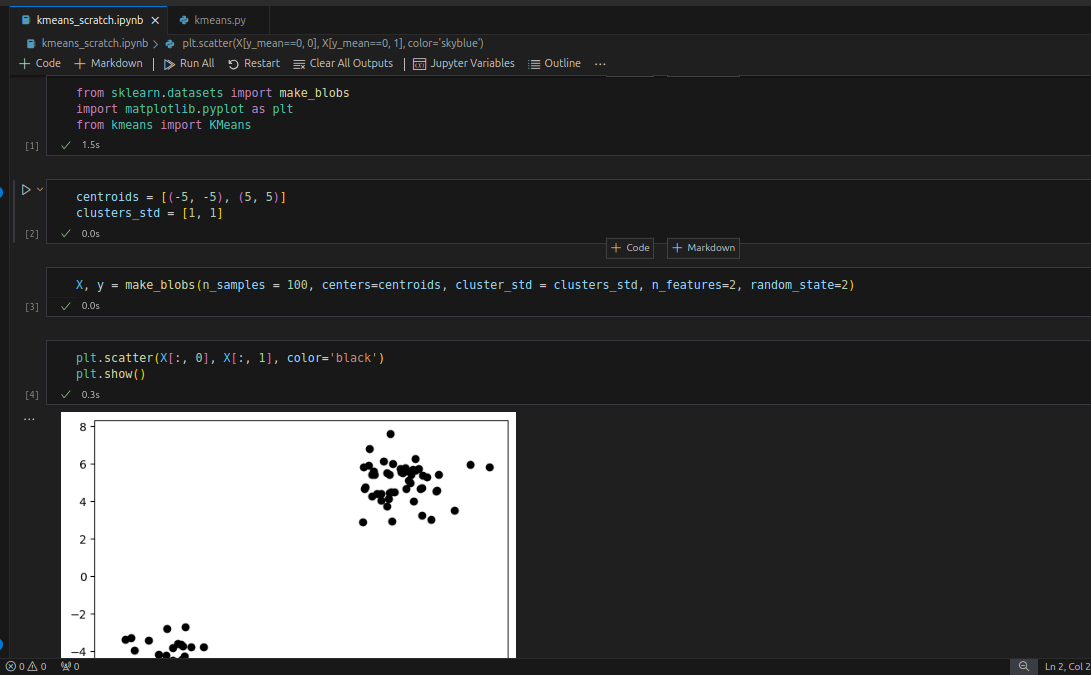 kmeans_scratch.ipynb kmeans.py
kmeans_scratch.ipynb > plt.scatter(X[y_mean==0, 0], X[y_mean==0, 1], color='skyblue')
+ Code + Markdown | Run All Restart Clear All Outputs | Jupyter Variables Outline ...
from sklearn.datasets import make_blobs
import matplotlib.pyplot as plt
from kmeans import KMeans
[1] ✓ 1.5s
centroids = [(-5, -5), (5, 5)]
clusters_std = [1, 1]
[2] ✓ 0.0s
+ Code + Markdown
X, y = make_blobs(n_samples = 100, centers=centroids, cluster_std = clusters_std, n_features=2, random_state=2)
[3] ✓ 0.0s
plt.scatter(X[:, 0], X[:, 1], color='black')
plt.show()
[4] ✓ 0.3s
...
8
6
4
2
0
−2
−4
0 0 0 Ln 2, Col 2